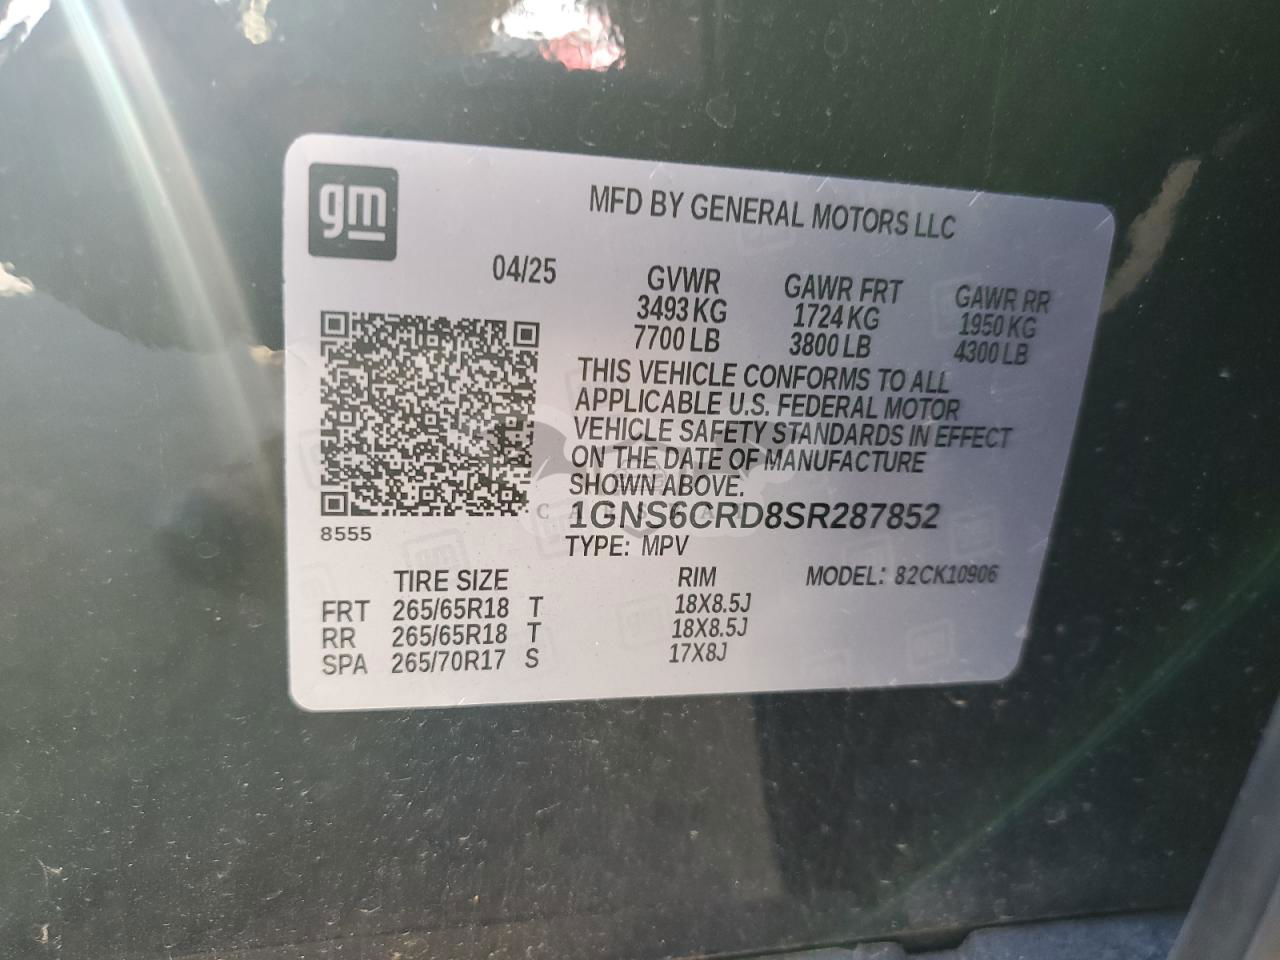 gm
MFD BY GENERAL MOTORS LLC
04/25 GVWR GAWR FRT GAWR RR
3493 KG 1724 KG 1950 KG
7700 LB 3800 LB 4300 LB
THIS VEHICLE CONFORMS TO ALL
APPLICABLE U.S. FEDERAL MOTOR
VEHICLE SAFETY STANDARDS IN EFFECT
ON THE DATE OF MANUFACTURE
SHOWN ABOVE.
1GNS6CRD8SR287852
8555
TYPE: MPV
TIRE SIZE RIM MODEL: 82CK10906
FRT 265/65R18 T 18X8.5J
RR 265/65R18 T 18X8.5J
SPA 265/70R17 S 17X8J